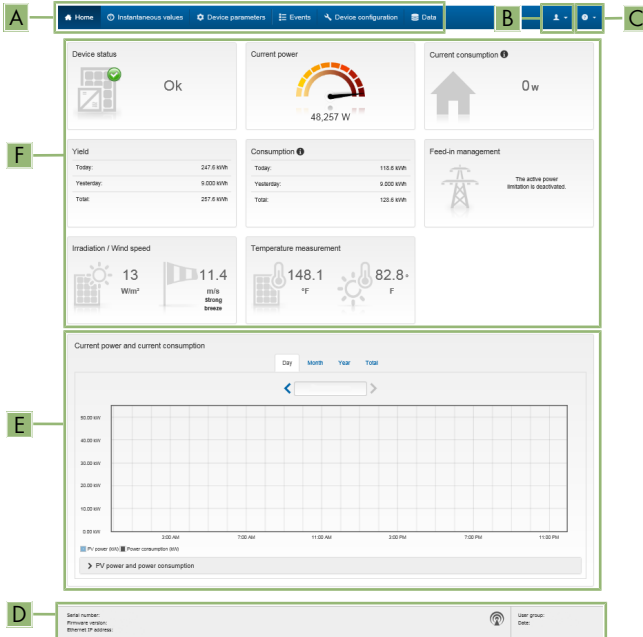 A
Home
Instantaneous values
Device parameters
Events
Device configuration
Data
B
C
Device status
Ok
Current power
48,257 W
Current consumption
0 w
F
Yield
Today: 247.6 kWh
Yesterday: 9.000 kWh
Total: 257.6 kWh
Consumption
Today: 118.6 kWh
Yesterday: 9.000 kWh
Total: 128.6 kWh
Feed-in management
The active power
limitation is deactivated.
Irradiation / Wind speed
13
W/m²
11.4
m/s
strong
breeze
Temperature measurement
148.1
°F
82.8°
F
E
Current power and current consumption
Day Month Year Total
50.00 kW
40.00 kW
30.00 kW
20.00 kW
10.00 kW
0.00 kW
3:00 AM 7:00 AM 11:00 AM 3:00 PM 7:00 PM 11:00 PM
PV power (kW) Power consumption (kW)
PV power and power consumption
D
Serial number:
Firmware version:
Ethernet IP address:
User group:
Date: